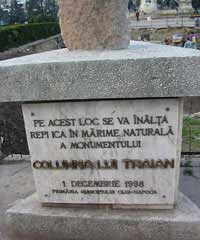 PE ACEST LOC SE VA ÎNĂLȚA
REPLICA ÎN MĂRIME NATURALĂ
A MONUMENTULUI
COLUMNA LUI TRAIAN
1 DECEMBRIE 1998
PRIMĂRIA MUNICIPIULUI CLUJ-NAPOCA